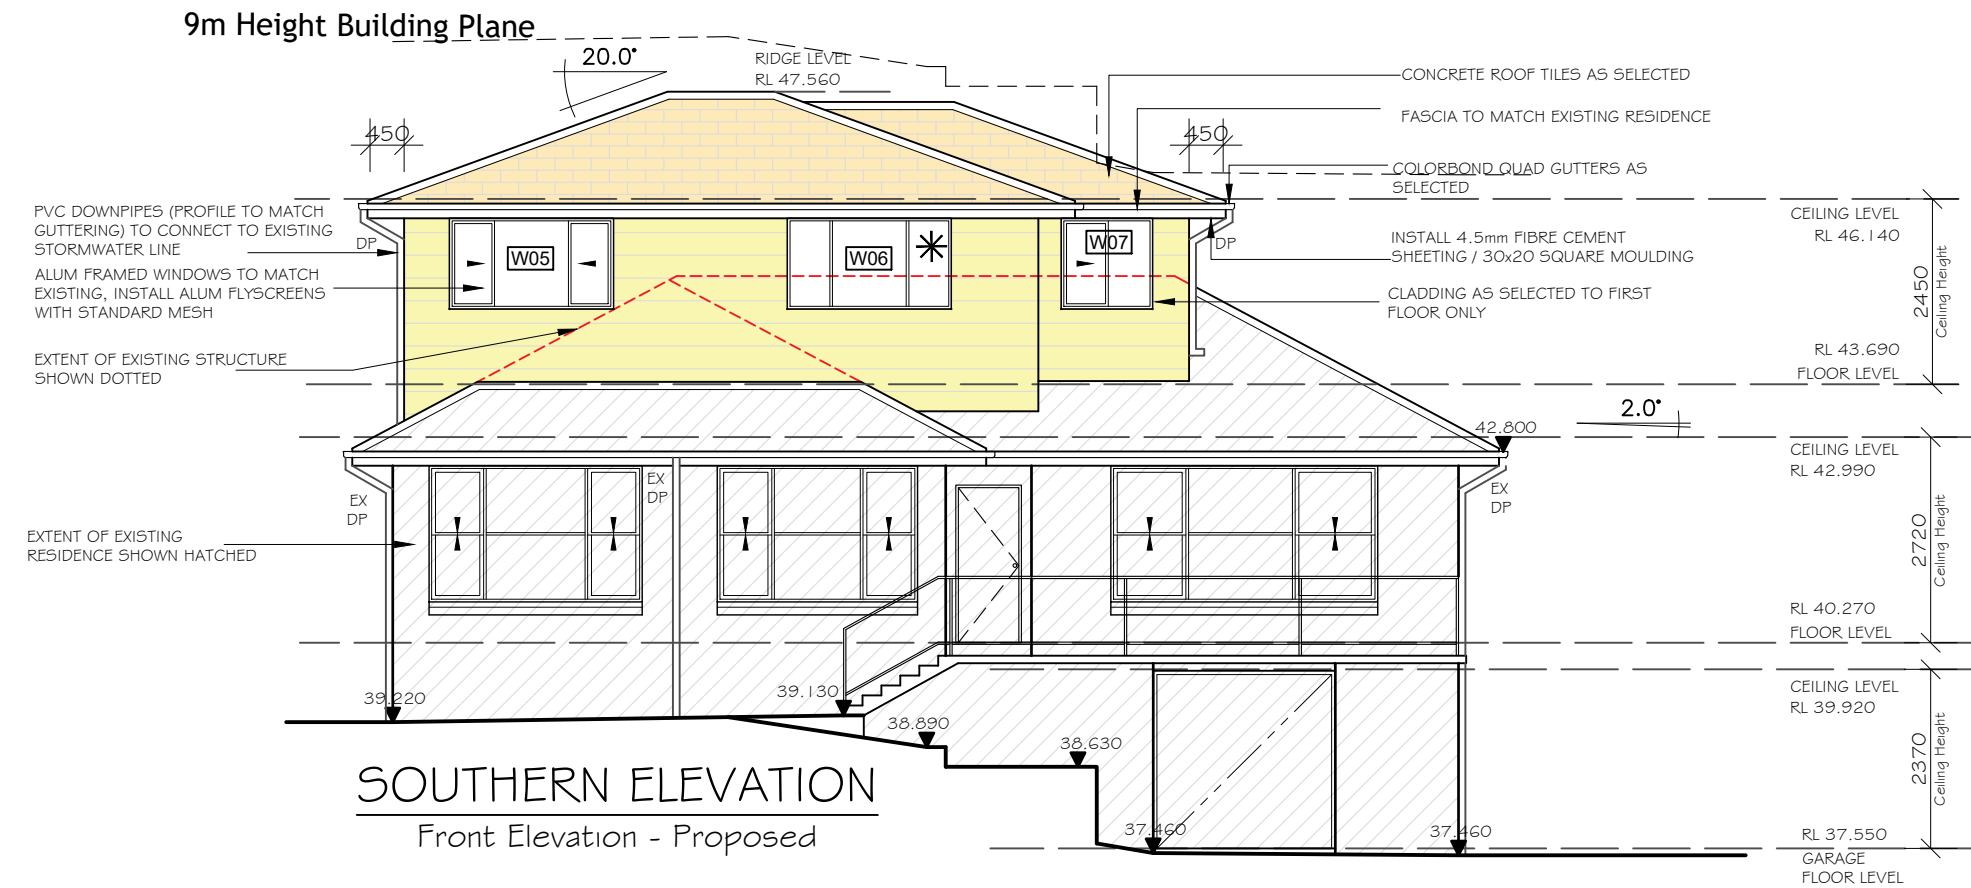 9m Height Building Plane
20.0°
RIDGE LEVEL
RL 47.560
CONCRETE ROOF TILES AS SELECTED
FASCIA TO MATCH EXISTING RESIDENCE
450
450
COLORBOND QUAD GUTTERS AS
SELECTED
PVC DOWNPIPES (PROFILE TO MATCH
GUTTERING) TO CONNECT TO EXISTING
STORMWATER LINE
DP
DP
CEILING LEVEL
RL 46.140
INSTALL 4.5mm FIBRE CEMENT
SHEETING / 30x20 SQUARE MOULDING
W05
W06
W07
ALUM FRAMED WINDOWS TO MATCH
EXISTING, INSTALL ALUM FLYSCREENS
WITH STANDARD MESH
CLADDING AS SELECTED TO FIRST
FLOOR ONLY
2450
Ceiling Height
EXTENT OF EXISTING STRUCTURE
SHOWN DOTTED
RL 43.690
FLOOR LEVEL
2.0°
42.800
CEILING LEVEL
RL 42.990
EX
DP
EX
DP
EX
DP
EXTENT OF EXISTING
RESIDENCE SHOWN HATCHED
2720
Ceiling Height
RL 40.270
FLOOR LEVEL
39.220
39.130
38.890
38.630
CEILING LEVEL
RL 39.920
2370
Ceiling Height
37.460
37.460
RL 37.550
GARAGE
FLOOR LEVEL
SOUTHERN ELEVATION
Front Elevation - Proposed